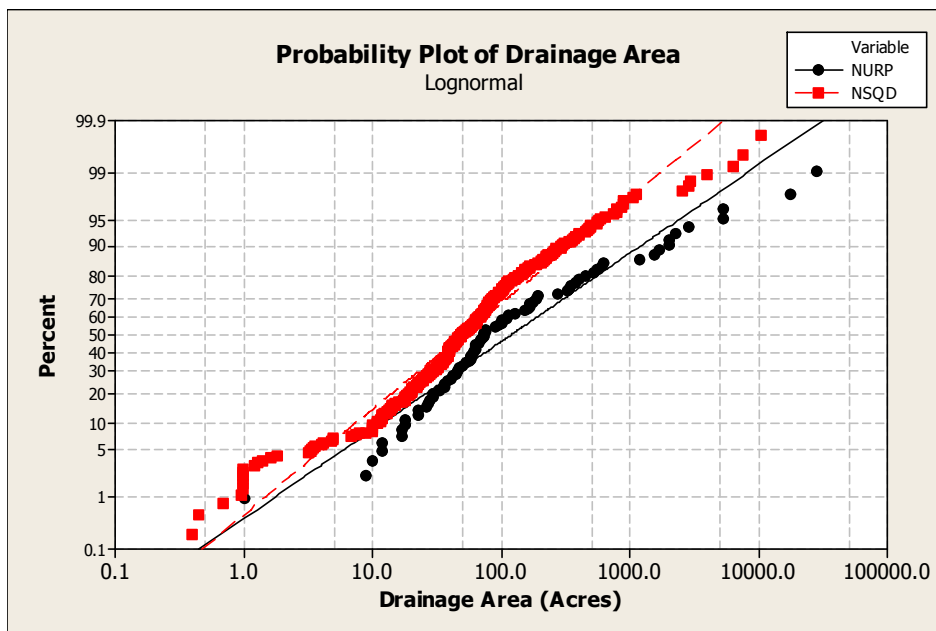 Probability Plot of Drainage Area
Lognormal
Variable
NURP
NSQD
Percent
99.9
99
95
90
80
70
60
50
40
30
20
10
5
1
0.1
0.1 1.0 10.0 100.0 1000.0 10000.0 100000.0
Drainage Area (Acres)